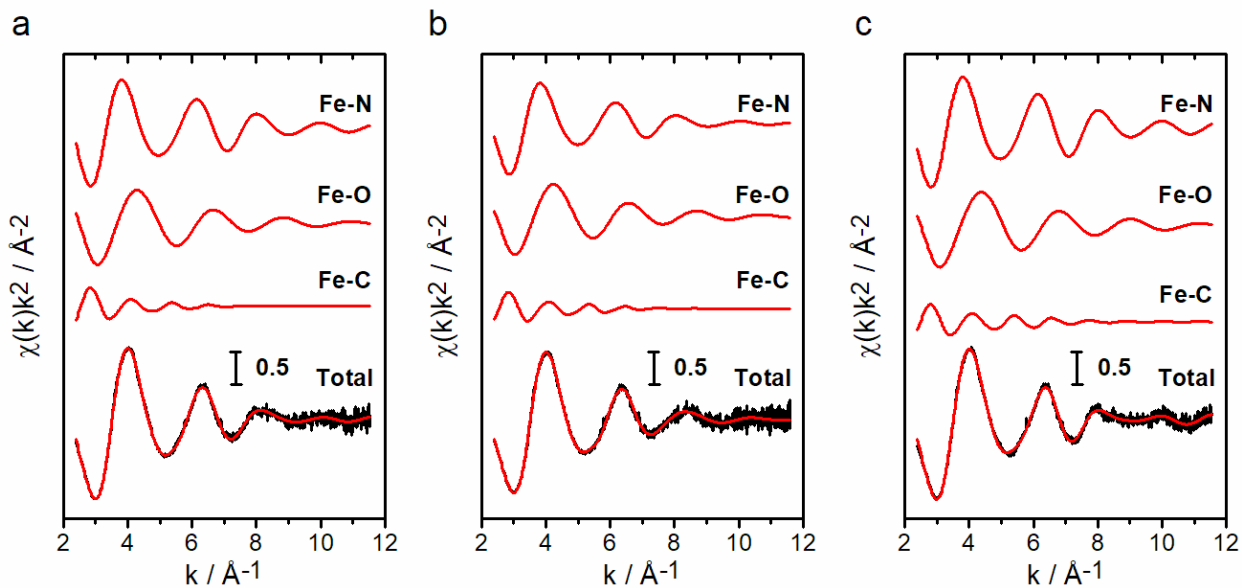 a
Fe-N
Fe-O
Fe-C
0.5
Total
χ(k)k² / Å-2
2 4 6 8 10 12
k / Å-1
b
Fe-N
Fe-O
Fe-C
0.5
Total
χ(k)k² / Å-2
2 4 6 8 10 12
k / Å-1
c
Fe-N
Fe-O
Fe-C
0.5
Total
χ(k)k² / Å-2
2 4 6 8 10 12
k / Å-1